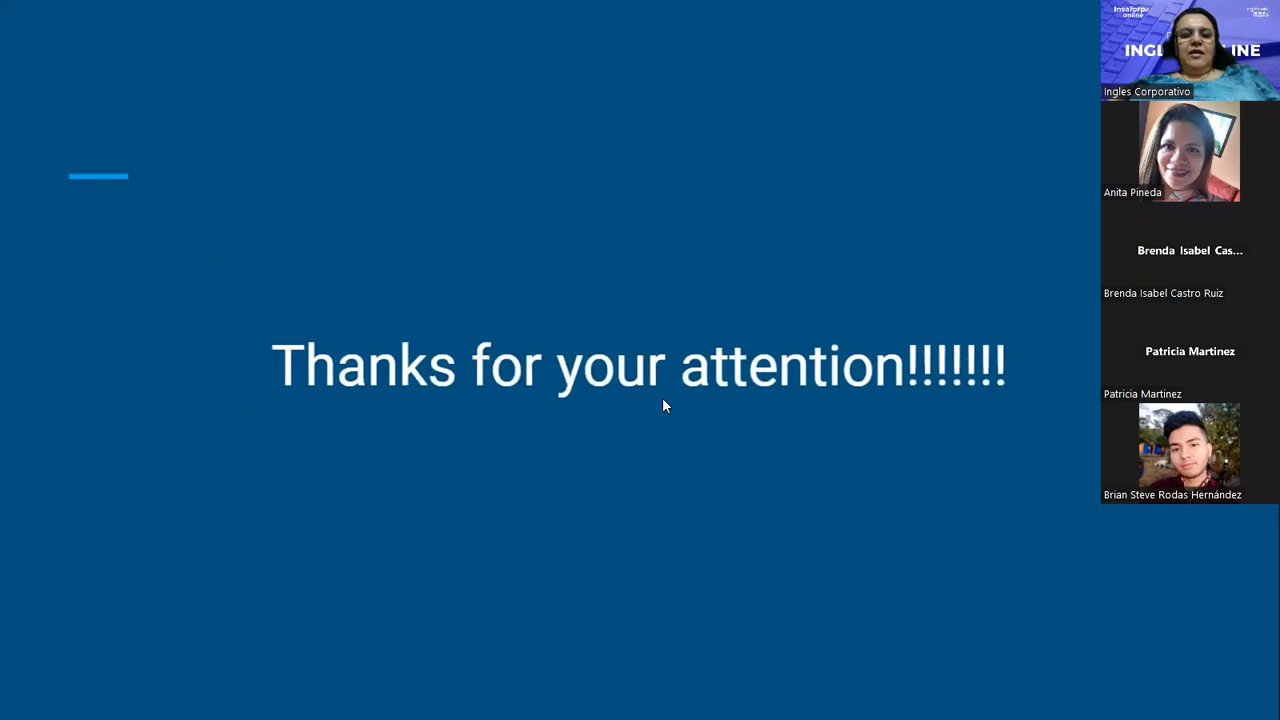 Thanks for your attention!!!!!!!
Insaforp
online
INGL
INE
Ingles Corporativo
Anita Pineda
Brenda Isabel Cas...
Brenda Isabel Castro Ruiz
Patricia Martinez
Patricia Martinez
Brian Steve Rodas Hernández